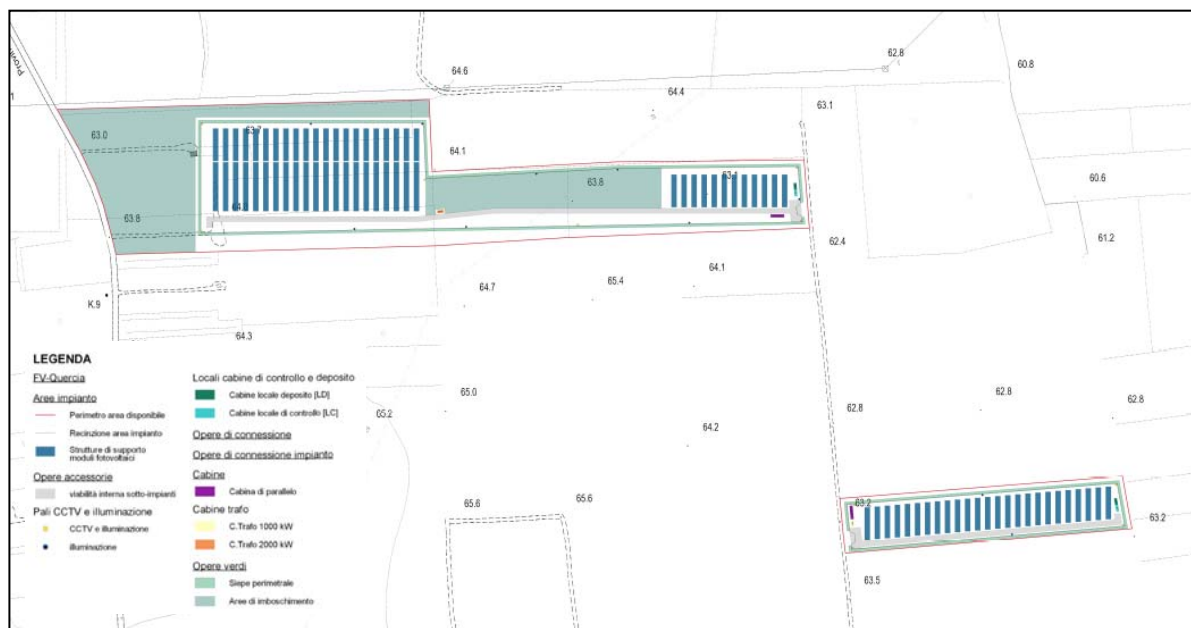 62.8
60.8
64.6
64.4
63.1
63.0
63.7
64.1
63.8
63.1
60.6
63.8
64.0
62.4
61.2
64.1
65.4
64.7
K.9
64.3
LEGENDA
FV-Quercia
Aree impianto
Perimetro area disponibile
Recinzione area impianto
Strutture di supporto
moduli fotovoltaici
Opere accessorie
viabilità interna sotto-impianti
Pali CCTV e illuminazione
CCTV e illuminazione
illuminazione
Locali cabine di controllo e deposito
Cabine locale deposito [LD]
Cabine locale di controllo [LC]
Opere di connessione
Opere di connessione impianto
Cabine
Cabina di parallelo
Cabine trafo
C.Trafo 1000 kW
C.Trafo 2000 kW
Opere verdi
Siepe perimetrale
Aree di imboschimento
65.2
65.0
62.8
62.8
62.8
64.2
65.6
65.6
63.2
63.2
63.5